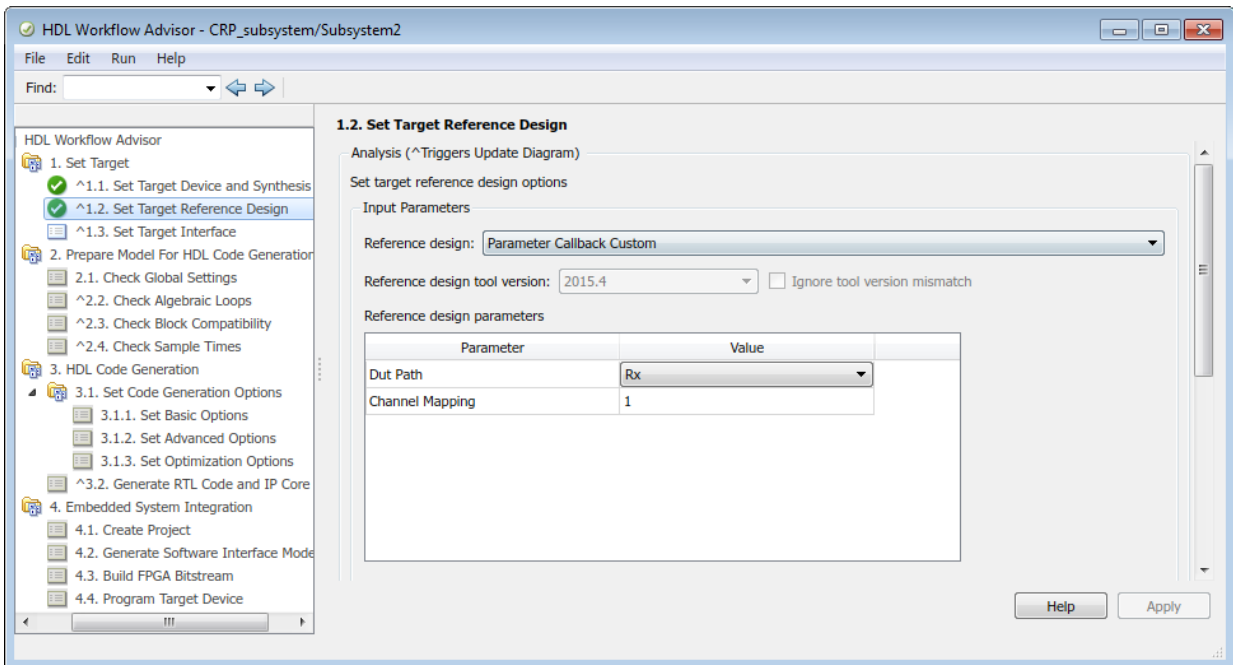 HDL Workflow Advisor - CRP_subsystem/Subsystem2
File Edit Run Help
Find:
HDL Workflow Advisor
1. Set Target
^1.1. Set Target Device and Synthesis
^1.2. Set Target Reference Design
^1.3. Set Target Interface
2. Prepare Model For HDL Code Generation
2.1. Check Global Settings
^2.2. Check Algebraic Loops
^2.3. Check Block Compatibility
^2.4. Check Sample Times
3. HDL Code Generation
3.1. Set Code Generation Options
3.1.1. Set Basic Options
3.1.2. Set Advanced Options
3.1.3. Set Optimization Options
^3.2. Generate RTL Code and IP Core
4. Embedded System Integration
4.1. Create Project
4.2. Generate Software Interface Mode
4.3. Build FPGA Bitstream
4.4. Program Target Device
1.2. Set Target Reference Design
Analysis (^Triggers Update Diagram)
Set target reference design options
Input Parameters
Reference design: Parameter Callback Custom
Reference design tool version: 2015.4 Ignore tool version mismatch
Reference design parameters
Parameter Value
Dut Path Rx
Channel Mapping 1
Help Apply